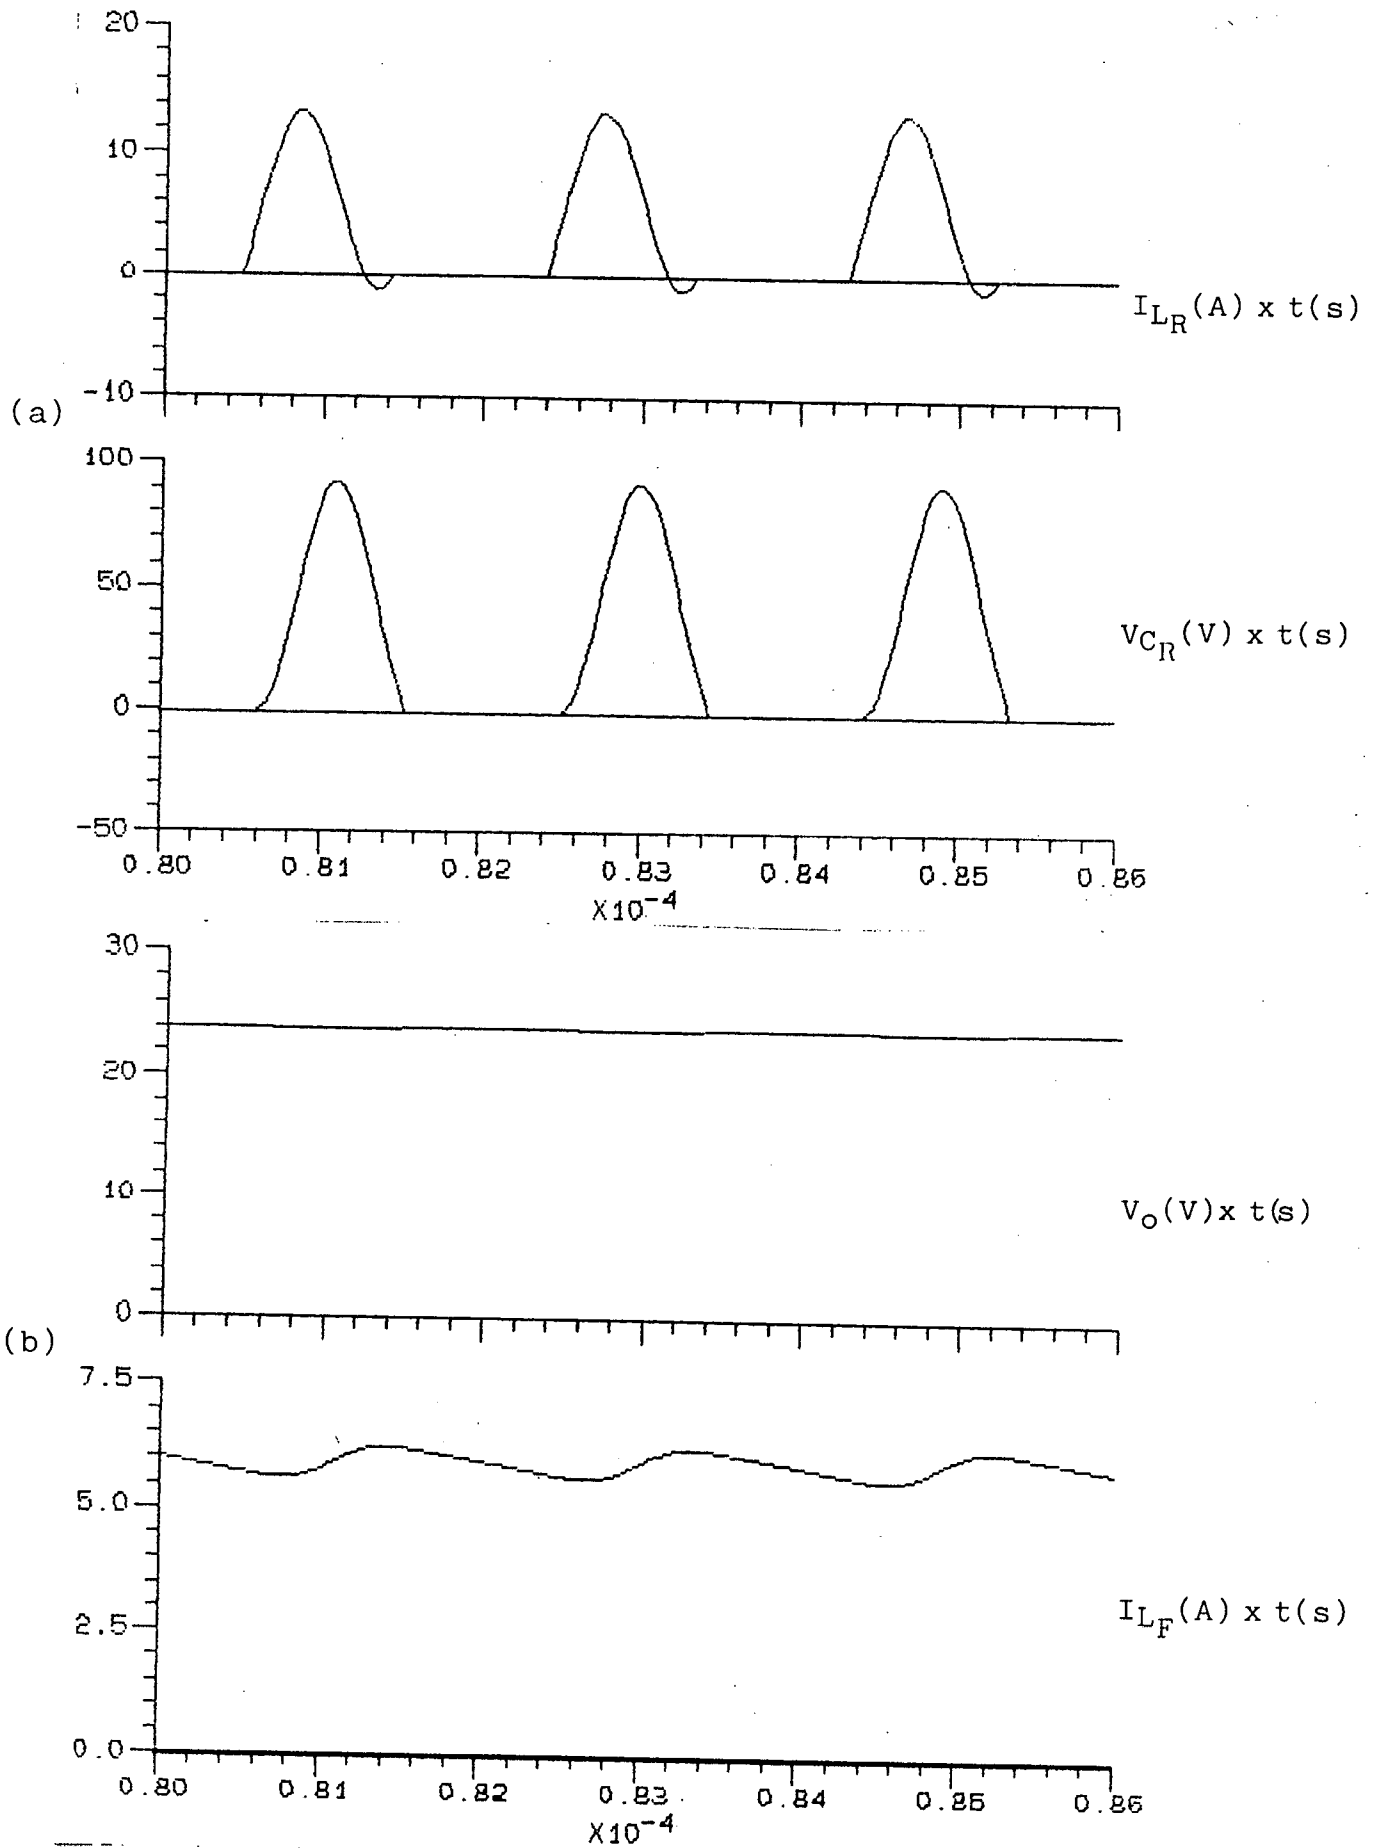 20
10
0
I_{L_R}(A) x t(s)
-10
(a)
100
50
V_{C_R}(V) x t(s)
0
-50
0.80 0.81 0.82 0.83 0.84 0.85 0.86
X10^{-4}
30
20
10
V_o(V) x t(s)
0
(b)
7.5
5.0
2.5
I_{L_F}(A) x t(s)
0.0
0.80 0.81 0.82 0.83 0.84 0.85 0.86
X10^{-4}